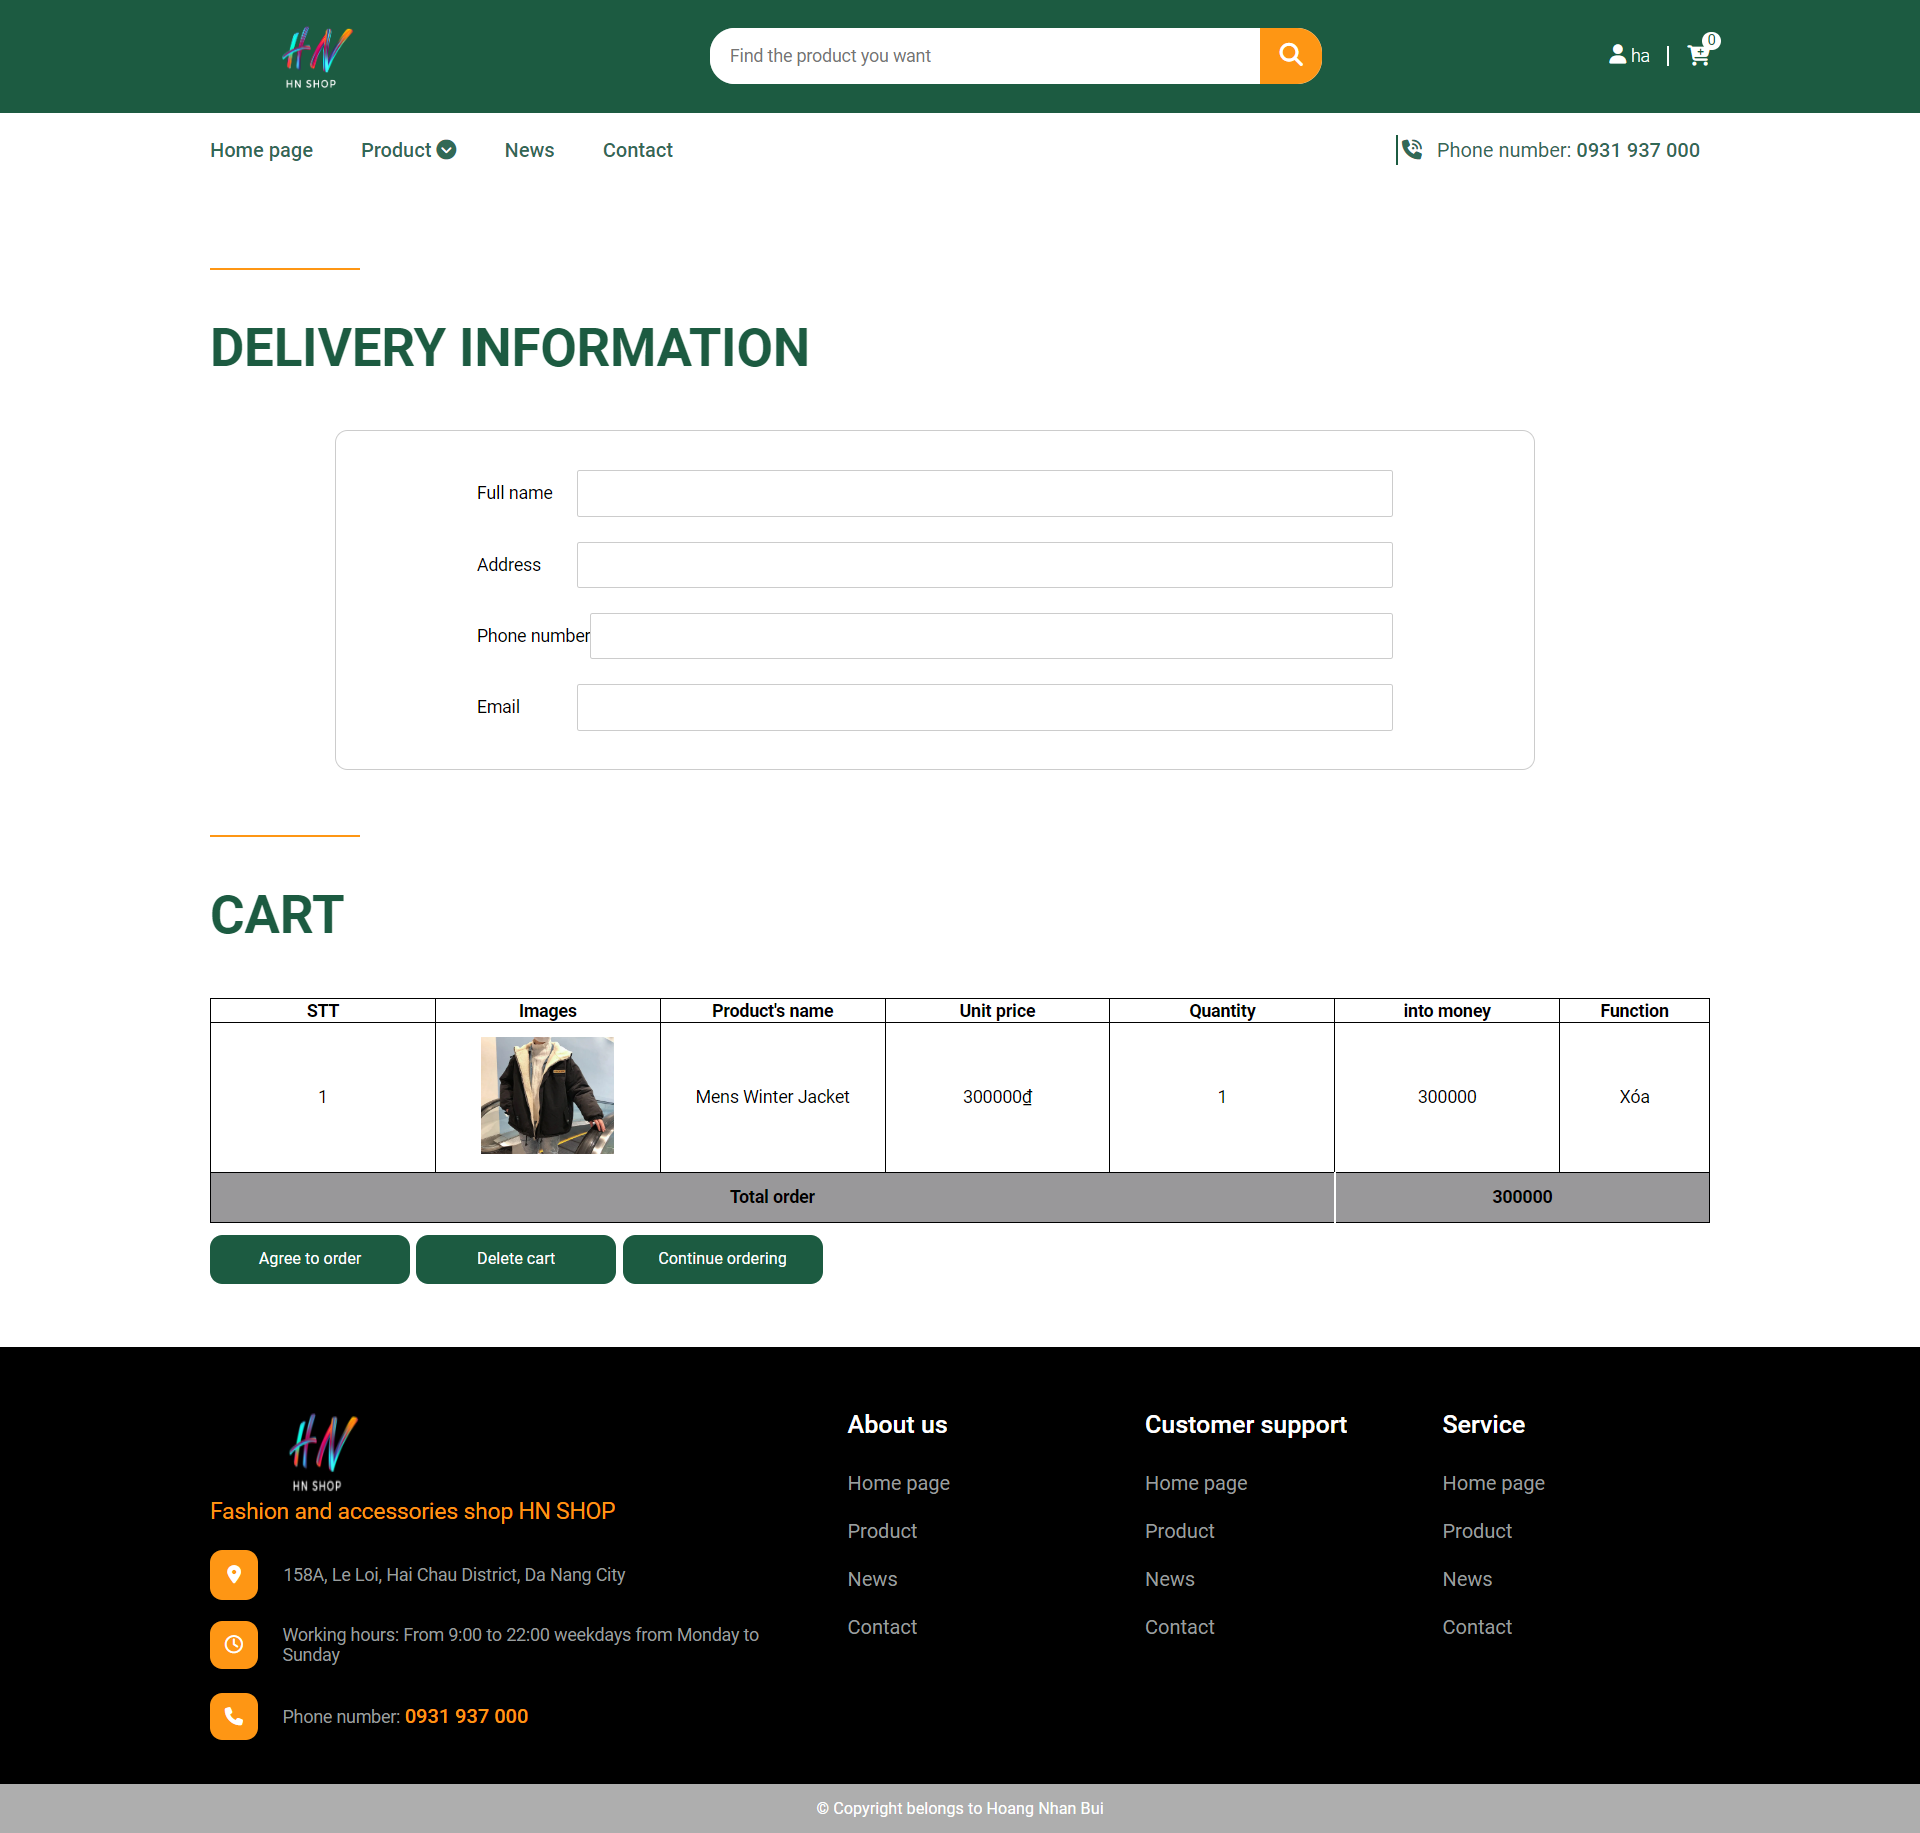 HN
HN SHOP
Find the product you want
ha
0
Home page
Product
News
Contact
Phone number: 0931 937 000
DELIVERY INFORMATION
Full name
Address
Phone number
Email
CART
STT Images Product's name Unit price Quantity into money Function
1 Mens Winter Jacket 300000₫ 1 300000 Xóa
Total order 300000
Agree to order
Delete cart
Continue ordering
HN
HN SHOP
Fashion and accessories shop HN SHOP
158A, Le Loi, Hai Chau District, Da Nang City
Working hours: From 9:00 to 22:00 weekdays from Monday to
Sunday
Phone number: 0931 937 000
About us
Home page
Product
News
Contact
Customer support
Home page
Product
News
Contact
Service
Home page
Product
News
Contact
© Copyright belongs to Hoang Nhan Bui